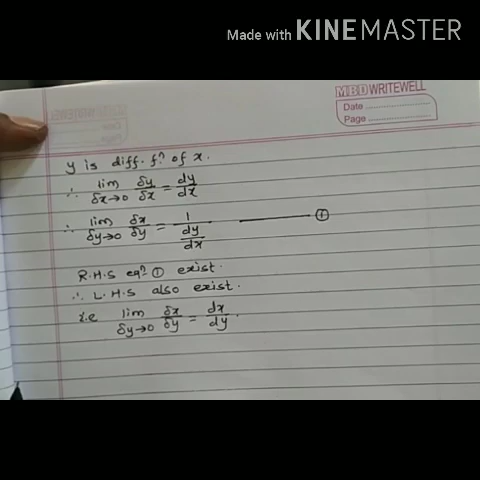 Made with KINEMASTER
MBD WRITEWELL
Date
Page
y is diff. fⁿ of x.
∴ lim δx→0 δy/δx = dy/dx
∴ lim δy→0 δx/δy = 1/(dy/dx) ——— ①
R.H.S eqⁿ ① exist.
∴ L.H.S also exist.
i.e lim δy→0 δx/δy = dx/dy.